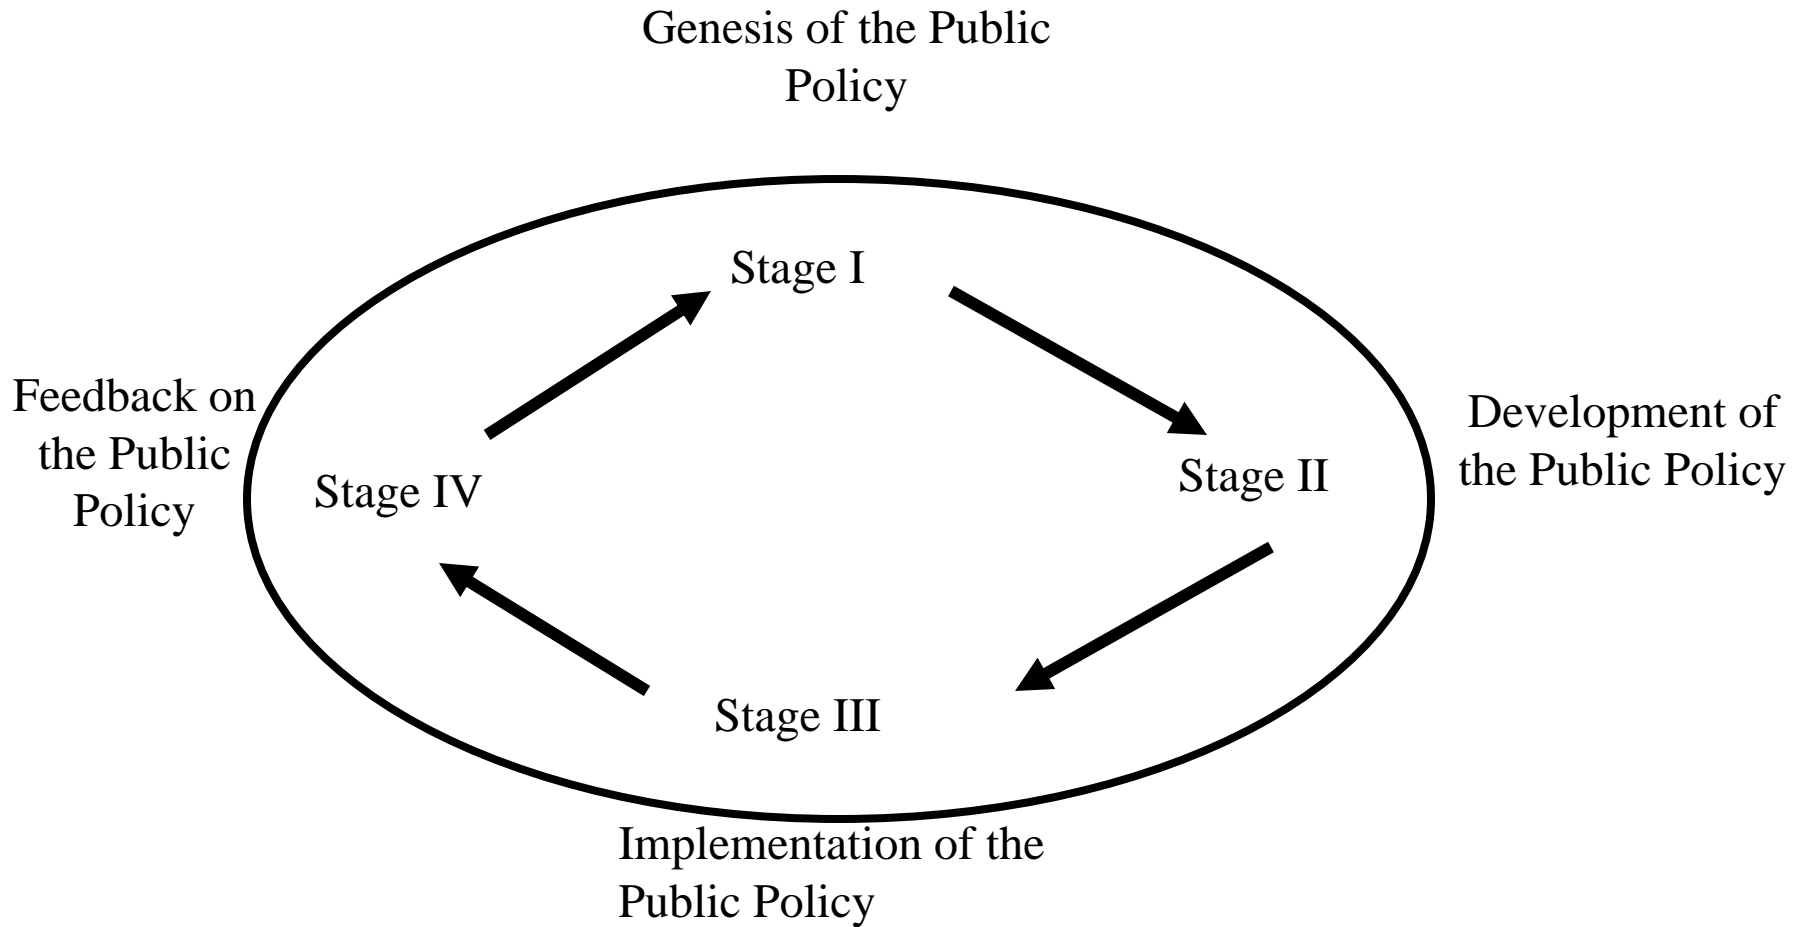 Genesis of the Public
Policy
Stage I
Feedback on
the Public
Policy
Stage IV
Stage II
Development of
the Public Policy
Stage III
Implementation of the
Public Policy